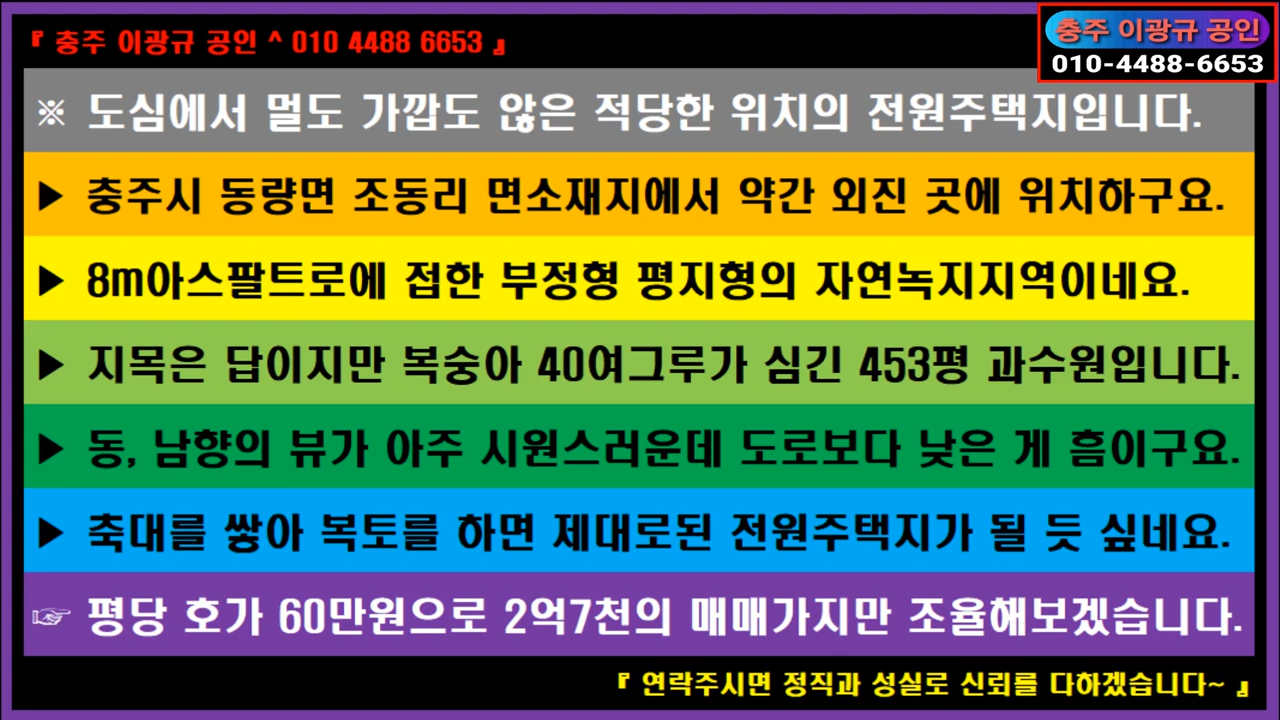 『 충주 이광규 공인 ^ 010 4488 6653 』
충주 이광규 공인
010-4488-6653
※ 도심에서 멀도 가깝도 않은 적당한 위치의 전원주택지입니다.
▶ 충주시 동량면 조동리 면소재지에서 약간 외진 곳에 위치하구요.
▶ 8m아스팔트로에 접한 부정형 평지형의 자연녹지지역이네요.
▶ 지목은 답이지만 복숭아 40여그루가 심긴 453평 과수원입니다.
▶ 동, 남향의 뷰가 아주 시원스러운데 도로보다 낮은 게 흠이구요.
▶ 축대를 쌓아 복토를 하면 제대로된 전원주택지가 될 듯 싶네요.
☞ 평당 호가 60만원으로 2억7천의 매매가지만 조율해보겠습니다.
『 연락주시면 정직과 성실로 신뢰를 다하겠습니다~ 』